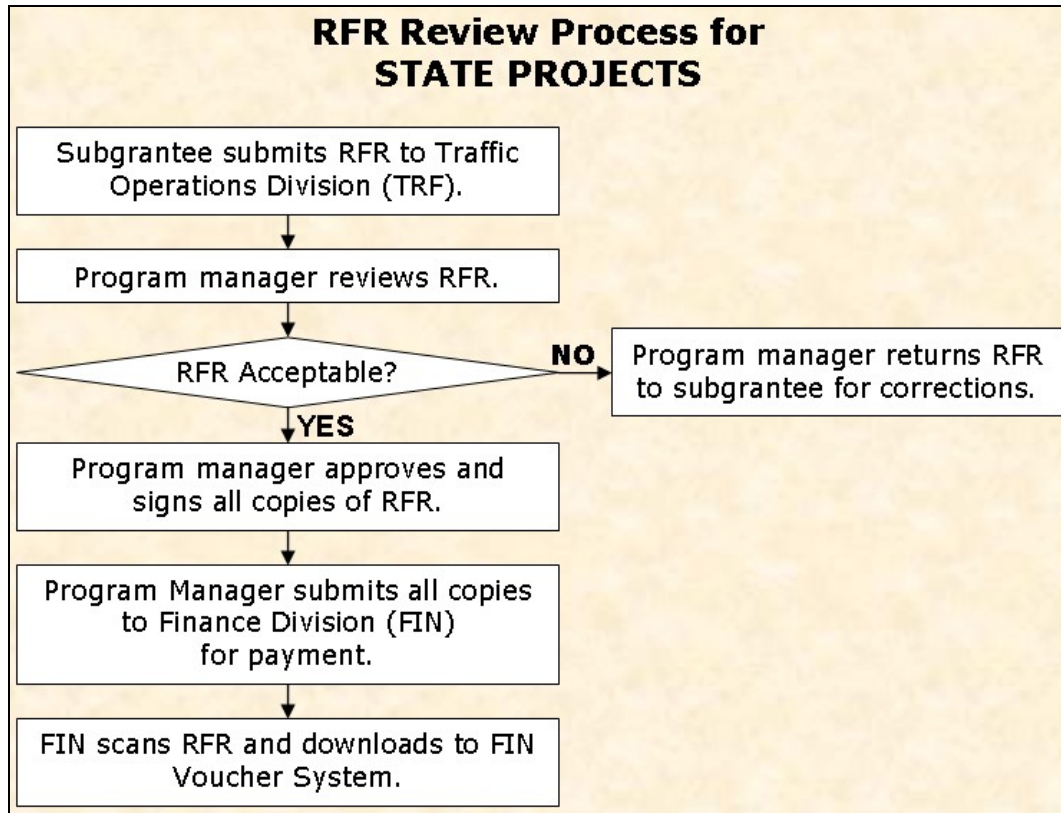 RFR Review Process for
STATE PROJECTS
Subgrantee submits RFR to Traffic
Operations Division (TRF).
Program manager reviews RFR.
RFR Acceptable?
NO
Program manager returns RFR
to subgrantee for corrections.
YES
Program manager approves and
signs all copies of RFR.
Program Manager submits all copies
to Finance Division (FIN)
for payment.
FIN scans RFR and downloads to FIN
Voucher System.